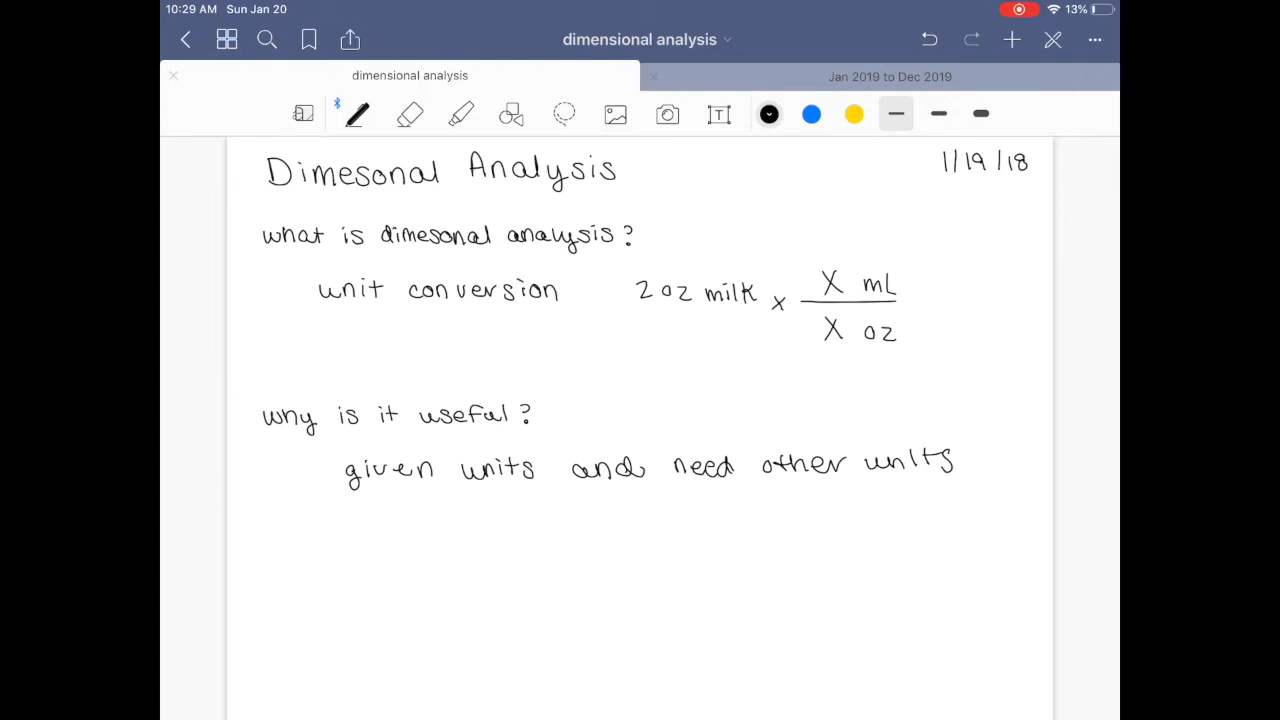 10:29 AM Sun Jan 20
13%
dimensional analysis
dimensional analysis
Jan 2019 to Dec 2019
T
Dimesonal Analysis
1/19/18
what is dimesonal analysis?
unit conversion 2 oz milk x X mL
X oz
why is it useful?
given units and need other units